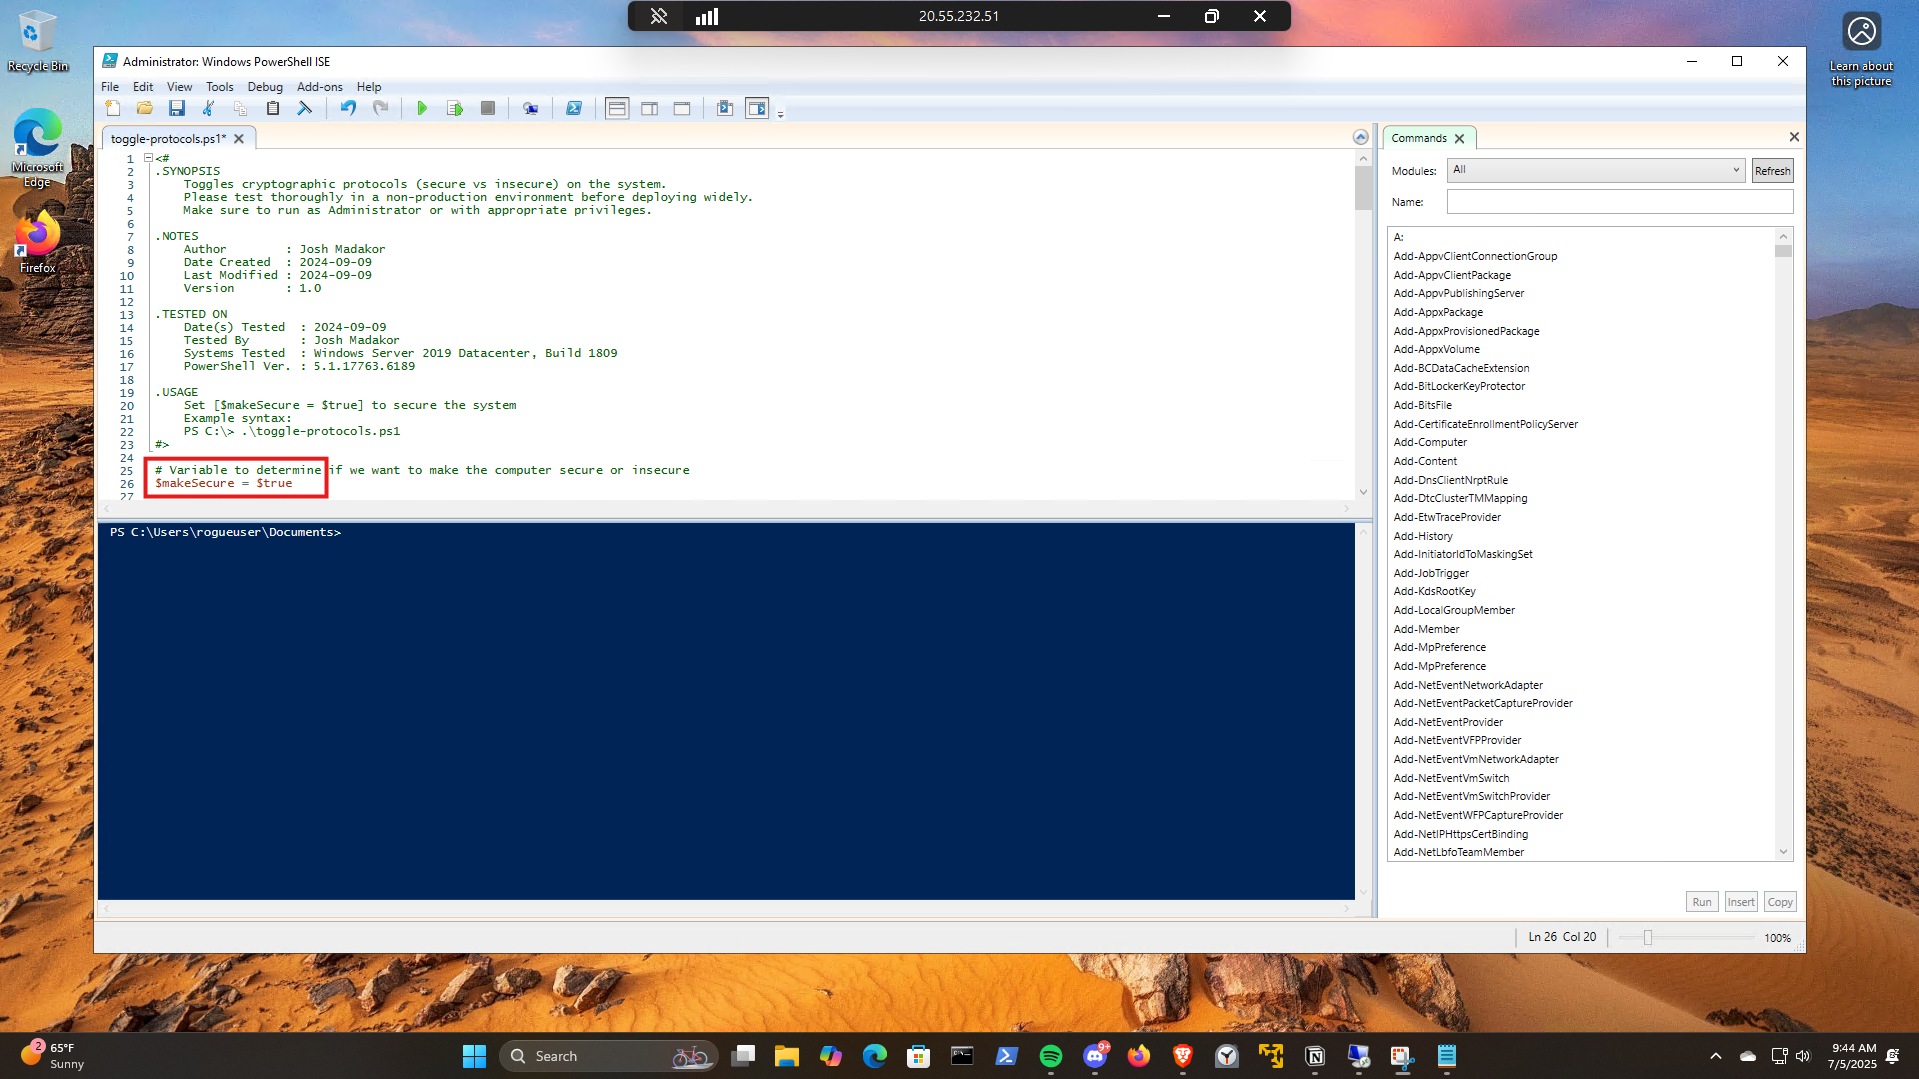 20.55.232.51
Recycle Bin
Microsoft
Edge
Firefox
Learn about
this picture
Administrator: Windows PowerShell ISE
File Edit View Tools Debug Add-ons Help
toggle-protocols.ps1*
1 <#
2 .SYNOPSIS
3 Toggles cryptographic protocols (secure vs insecure) on the system.
4 Please test thoroughly in a non-production environment before deploying widely.
5 Make sure to run as Administrator or with appropriate privileges.
6
7 .NOTES
8 Author : Josh Madakor
9 Date Created : 2024-09-09
10 Last Modified : 2024-09-09
11 Version : 1.0
12
13 .TESTED ON
14 Date(s) Tested : 2024-09-09
15 Tested By : Josh Madakor
16 Systems Tested : Windows Server 2019 Datacenter, Build 1809
17 PowerShell Ver. : 5.1.17763.6189
18
19 .USAGE
20 Set [$makeSecure = $true] to secure the system
21 Example syntax:
22 PS C:\> .\toggle-protocols.ps1
23 #>
24
25 # Variable to determine if we want to make the computer secure or insecure
26 $makeSecure = $true
27
PS C:\Users\rogueuser\Documents>
Commands
Modules: All Refresh
Name:
A:
Add-AppvClientConnectionGroup
Add-AppvClientPackage
Add-AppvPublishingServer
Add-AppxPackage
Add-AppxProvisionedPackage
Add-AppxVolume
Add-BCDataCacheExtension
Add-BitLockerKeyProtector
Add-BitsFile
Add-CertificateEnrollmentPolicyServer
Add-Computer
Add-Content
Add-DnsClientNrptRule
Add-DtcClusterTMMapping
Add-EtwTraceProvider
Add-History
Add-InitiatorIdToMaskingSet
Add-JobTrigger
Add-KdsRootKey
Add-LocalGroupMember
Add-Member
Add-MpPreference
Add-MpPreference
Add-NetEventNetworkAdapter
Add-NetEventPacketCaptureProvider
Add-NetEventProvider
Add-NetEventVFPProvider
Add-NetEventVmNetworkAdapter
Add-NetEventVmSwitch
Add-NetEventVmSwitchProvider
Add-NetEventWFPCaptureProvider
Add-NetIPHttpsCertBinding
Add-NetLbfoTeamMember
Run Insert Copy
Ln 26 Col 20 100%
2
65°F
Sunny
Search
9+
9:44 AM
7/5/2025